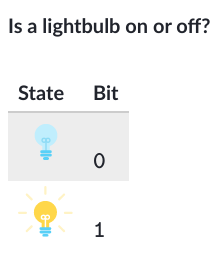 Is a lightbulb on or off?
State Bit
0
1